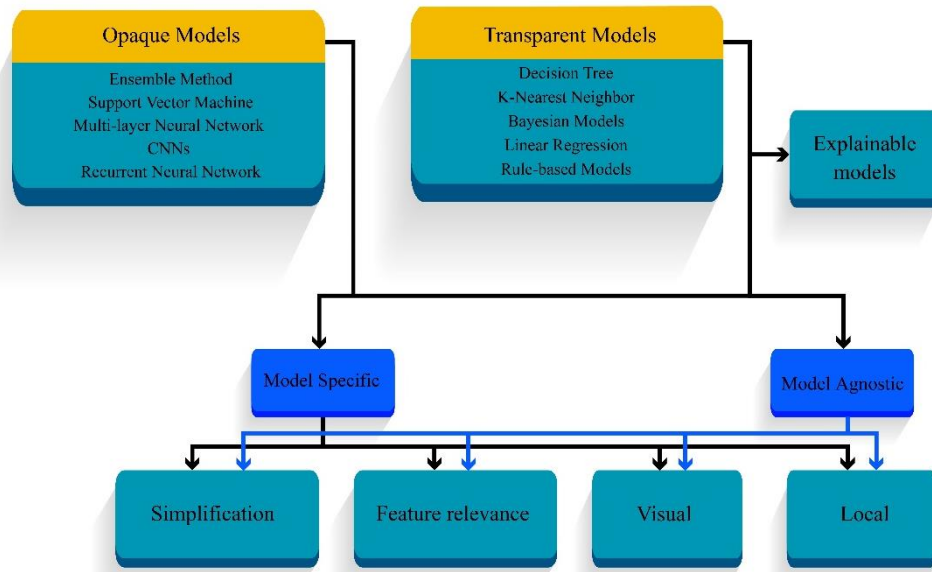 Opaque Models
Ensemble Method
Support Vector Machine
Multi-layer Neural Network
CNNs
Recurrent Neural Network
Transparent Models
Decision Tree
K-Nearest Neighbor
Bayesian Models
Linear Regression
Rule-based Models
Explainable
models
Model Specific
Model Agnostic
Simplification
Feature relevance
Visual
Local